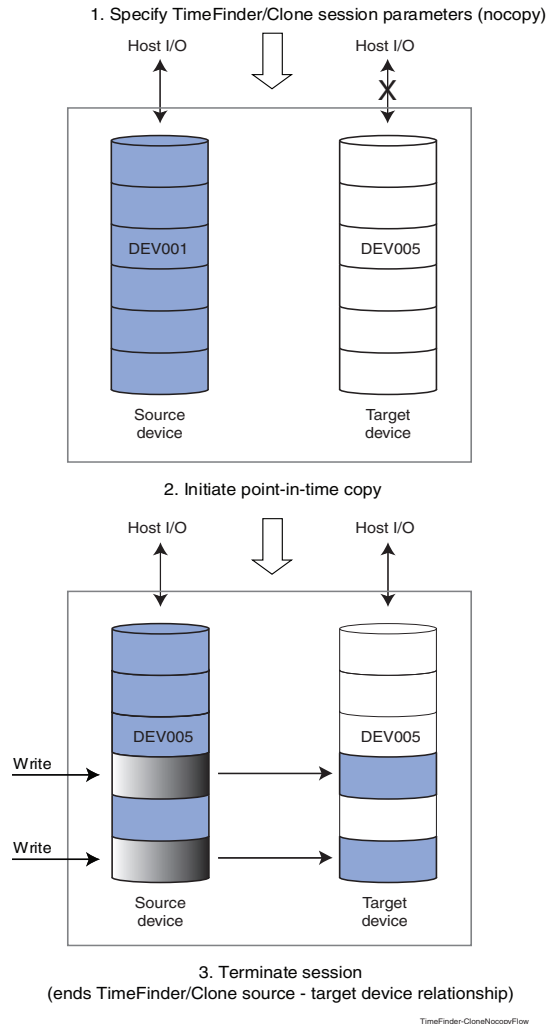 1. Specify TimeFinder/Clone session parameters (nocopy)
Host I/O
Host I/O
X
DEV001
DEV005
Source
device
Target
device
2. Initiate point-in-time copy
Host I/O
Host I/O
DEV005
DEV005
Write
Write
Source
device
Target
device
3. Terminate session
(ends TimeFinder/Clone source - target device relationship)
TimeFinder-CloneNocopyFlow